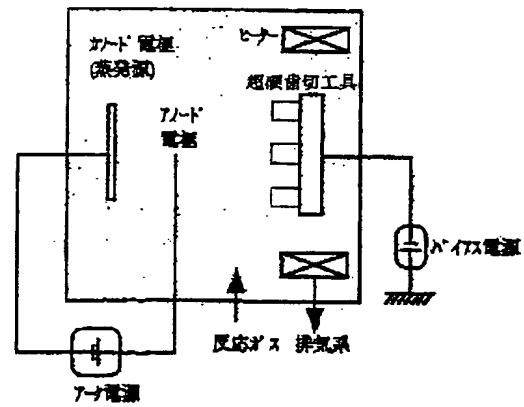 カソード電極
(蒸発源)
ヒーター
超硬歯切工具
アノード
電極
バイアス電源
反応ガス
排気系
アーク電源